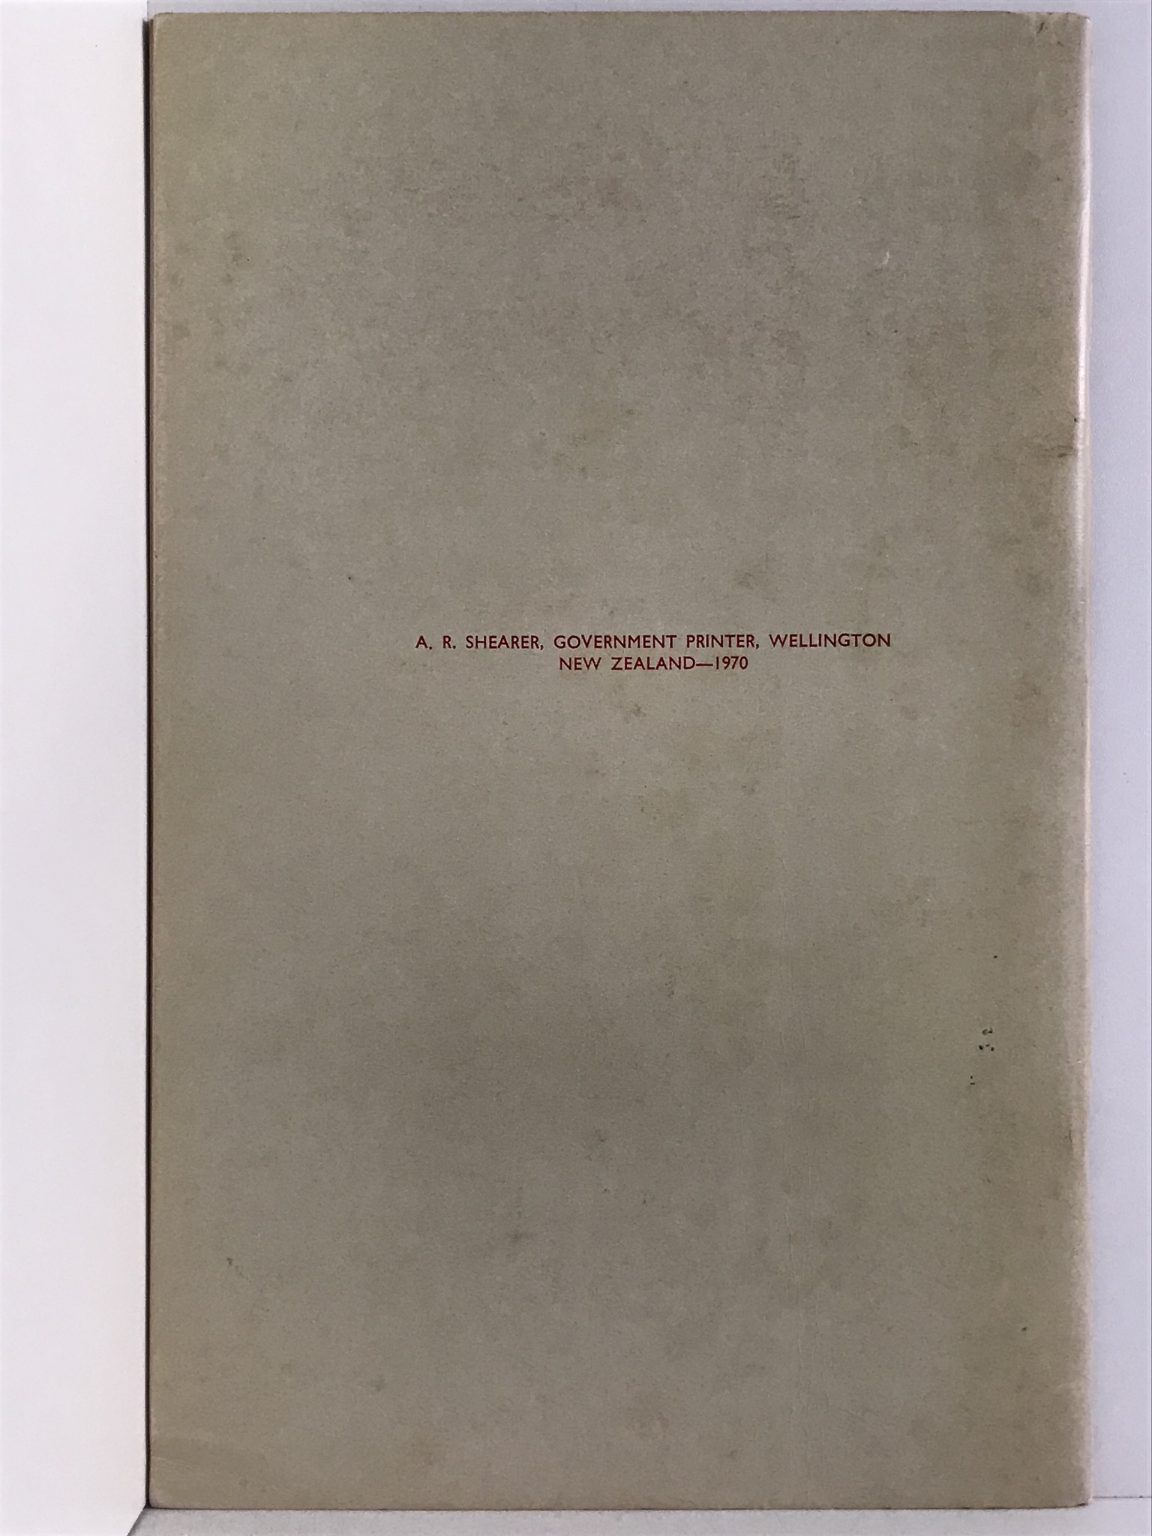 A. R. SHEARER, GOVERNMENT PRINTER, WELLINGTON
NEW ZEALAND—1970